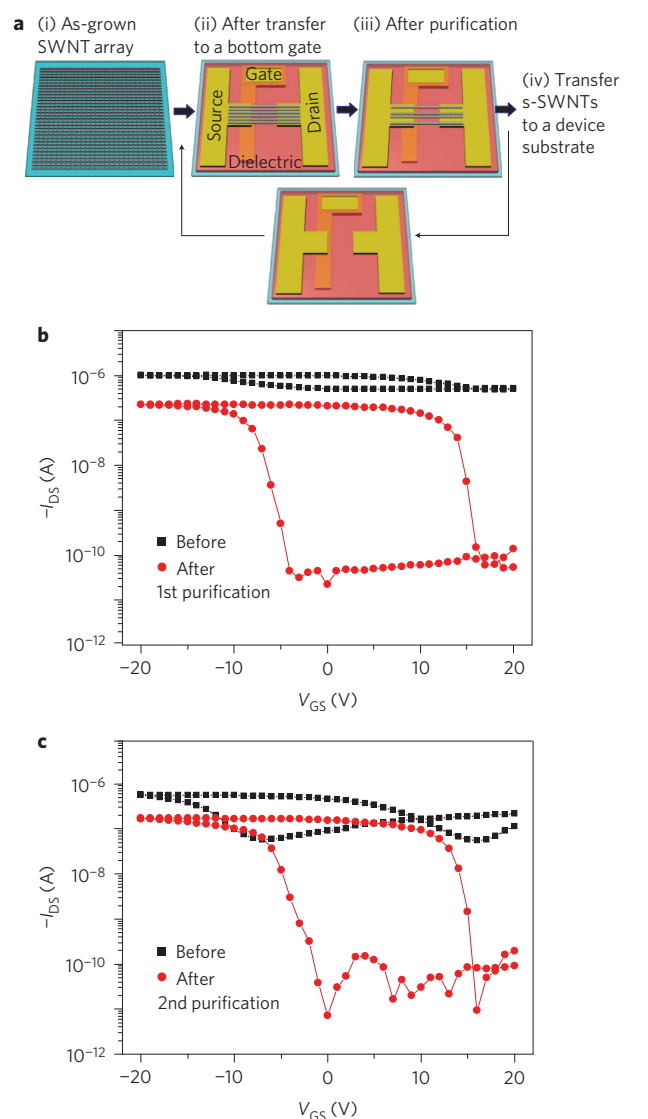 a (i) As-grown
SWNT array
(ii) After transfer
to a bottom gate
(iii) After purification
(iv) Transfer
s-SWNTs
to a device
substrate
Gate
Source
Drain
Dielectric
b
10⁻⁶
10⁻⁸
10⁻¹⁰
10⁻¹²
−I_DS (A)
Before
After
1st purification
−20 −10 0 10 20
V_GS (V)
c
10⁻⁶
10⁻⁸
10⁻¹⁰
10⁻¹²
−I_DS (A)
Before
After
2nd purification
−20 −10 0 10 20
V_GS (V)